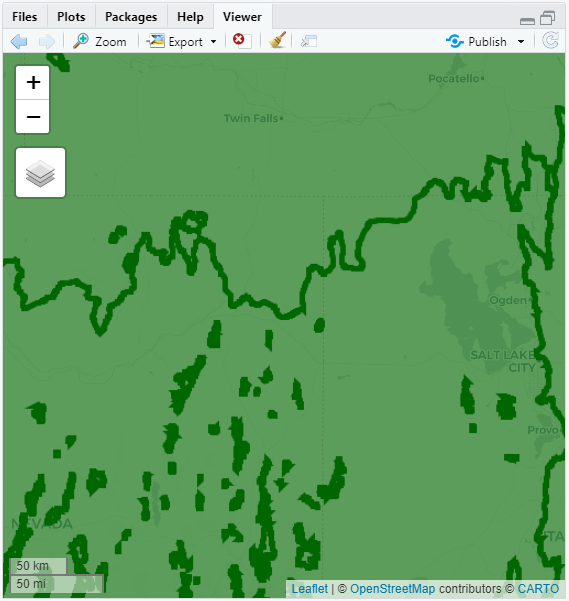 Files Plots Packages Help Viewer
Zoom Export Publish
+
Pocatello
−
Twin Falls
Ogden
SALT LAKE
CITY
Provo
NEVADA
UTA
50 km
50 mi
Leaflet | © OpenStreetMap contributors © CARTO